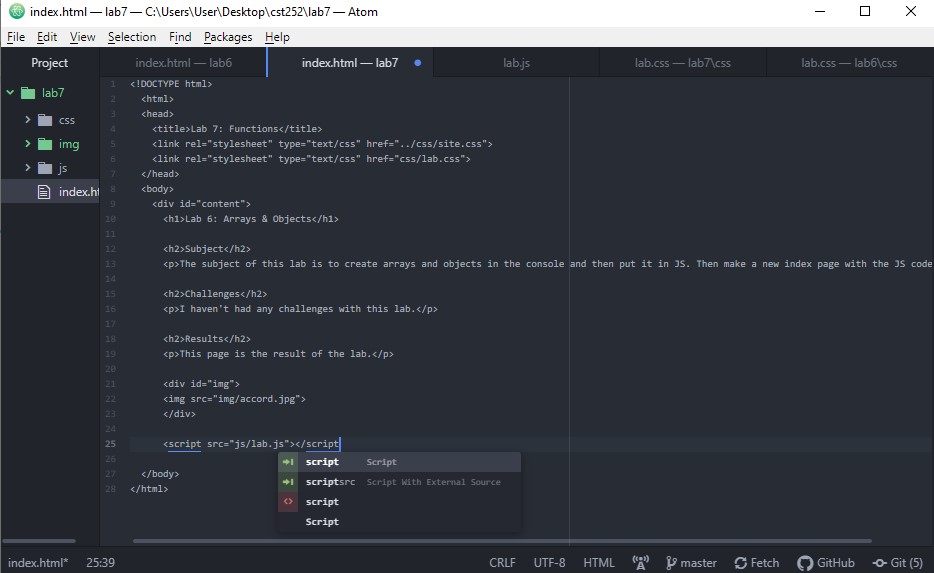 index.html — lab7 — C:\Users\User\Desktop\cst252\lab7 — Atom
File Edit View Selection Find Packages Help
Project
index.html — lab6
index.html — lab7
lab.js
lab.css — lab7\css
lab.css — lab6\css
lab7
css
img
js
index.ht
1 <!DOCTYPE html>
2 <html>
3 <head>
4 <title>Lab 7: Functions</title>
5 <link rel="stylesheet" type="text/css" href="../css/site.css">
6 <link rel="stylesheet" type="text/css" href="css/lab.css">
7 </head>
8 <body>
9 <div id="content">
10 <h1>Lab 6: Arrays & Objects</h1>
11
12 <h2>Subject</h2>
13 <p>The subject of this lab is to create arrays and objects in the console and then put it in JS. Then make a new index page with the JS code
14
15 <h2>Challenges</h2>
16 <p>I haven't had any challenges with this lab.</p>
17
18 <h2>Results</h2>
19 <p>This page is the result of the lab.</p>
20
21 <div id="img">
22 <img src="img/accord.jpg">
23 </div>
24
25 <script src="js/lab.js"></script
26
27 </body>
28 </html>
script Script
scriptsrc Script With External Source
<> script
Script
index.html* 25:39 CRLF UTF-8 HTML master Fetch GitHub Git (5)